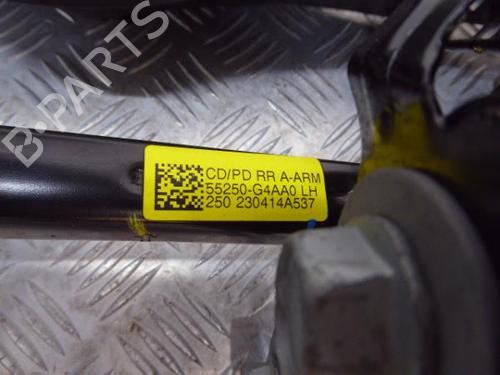 B-PARTS
CD/PD RR A-ARM
55250-G4AA0 LH
250 230414A537